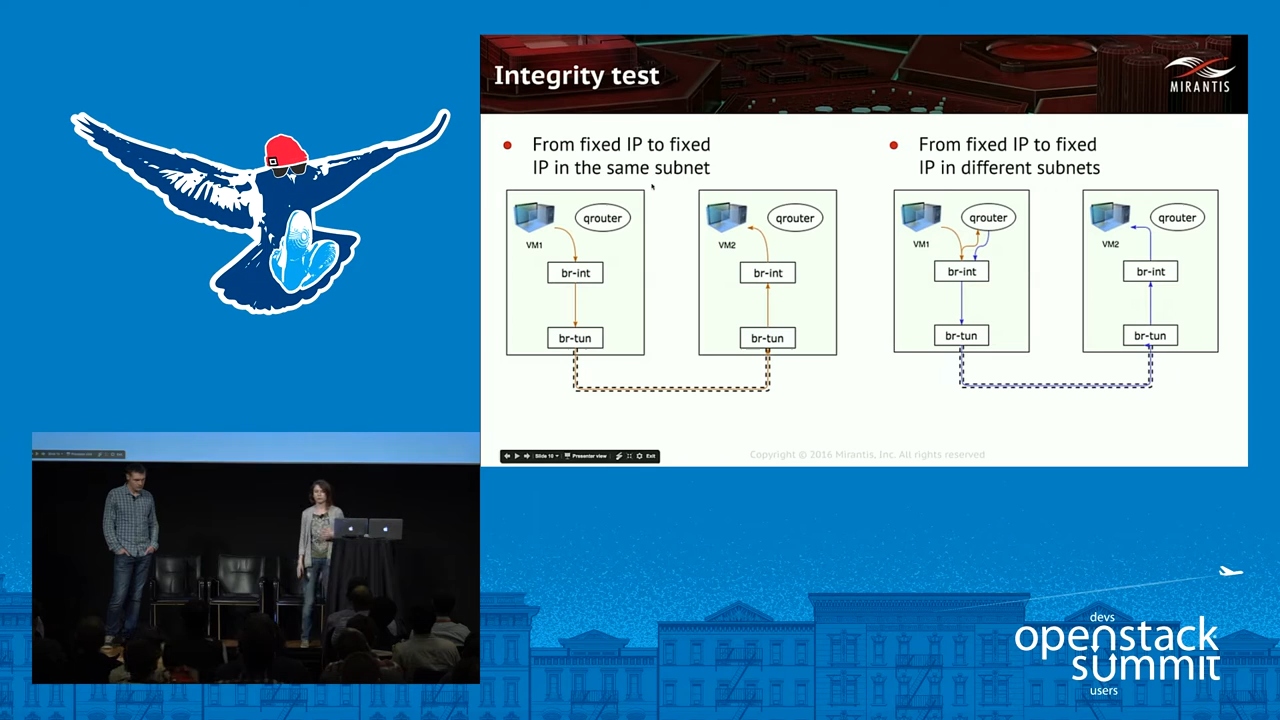 Integrity test
MIRANTIS
From fixed IP to fixed
IP in the same subnet
qrouter
VM1
br-int
br-tun
qrouter
VM2
br-int
br-tun
From fixed IP to fixed
IP in different subnets
qrouter
VM1
br-int
br-tun
qrouter
VM2
br-int
br-tun
Slide 18
Presenter view
Exit
Copyright © 2016 Mirantis, Inc. All rights reserved
devs
openstack
summit
users